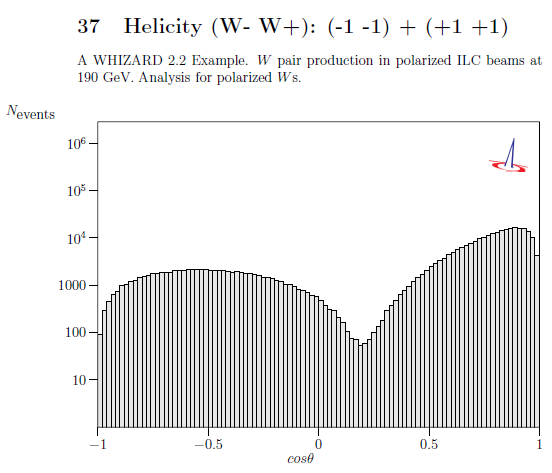 37 Helicity (W- W+): (-1 -1) + (+1 +1)
A WHIZARD 2.2 Example. W pair production in polarized ILC beams at
190 GeV. Analysis for polarized Ws.
Nevents
10⁶
10⁵
10⁴
1000
100
10
−1 −0.5 0 0.5 1
cosθ